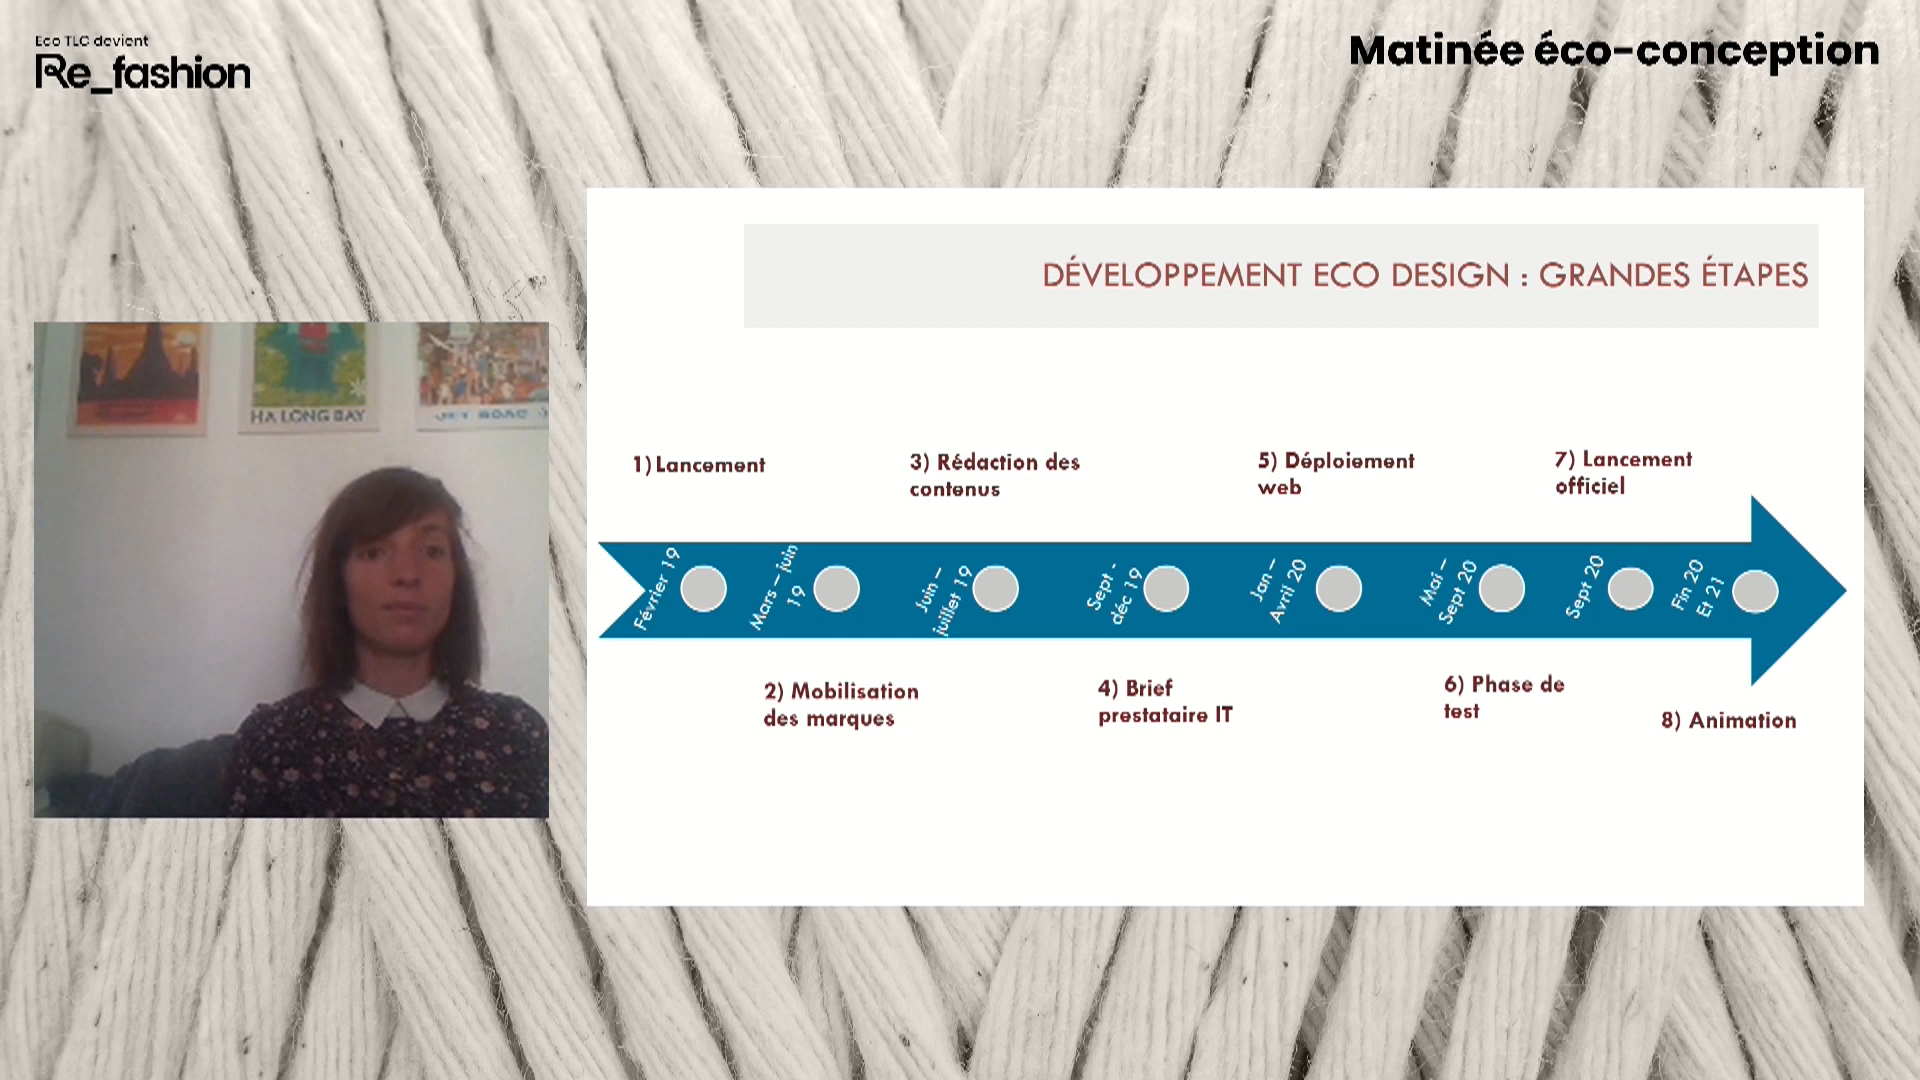 Eco TLC devient
Re_fashion
Matinée éco-conception
DÉVELOPPEMENT ECO DESIGN : GRANDES ÉTAPES
HA LONG BAY
1) Lancement
3) Rédaction des
contenus
5) Déploiement
web
7) Lancement
officiel
Février 19
Mars – juin
19
Juin –
juillet 19
Sept -
déc 19
Jan –
Avril 20
Mai –
Sept 20
Sept 20
Fin 20
Et 21
2) Mobilisation
des marques
4) Brief
prestataire IT
6) Phase de
test
8) Animation